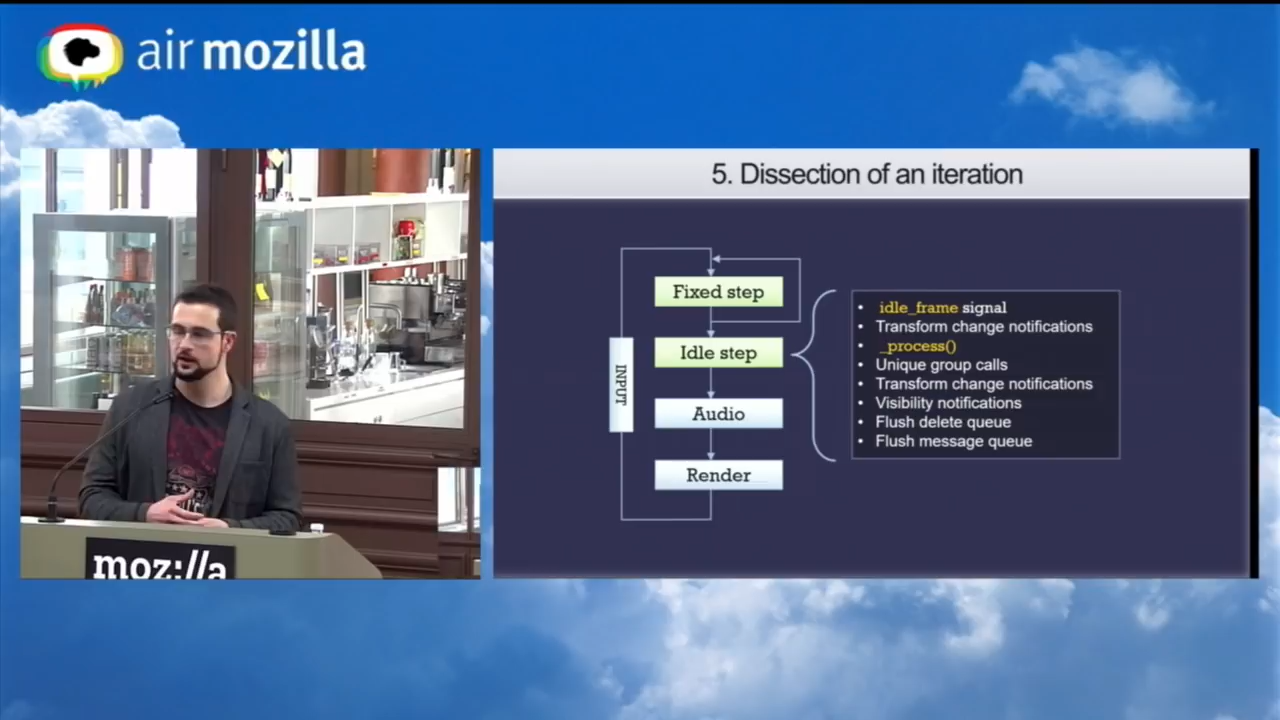 air mozilla
moz://a
5. Dissection of an iteration
Fixed step
Idle step
INPUT
Audio
Render
• idle_frame signal
• Transform change notifications
• _process()
• Unique group calls
• Transform change notifications
• Visibility notifications
• Flush delete queue
• Flush message queue